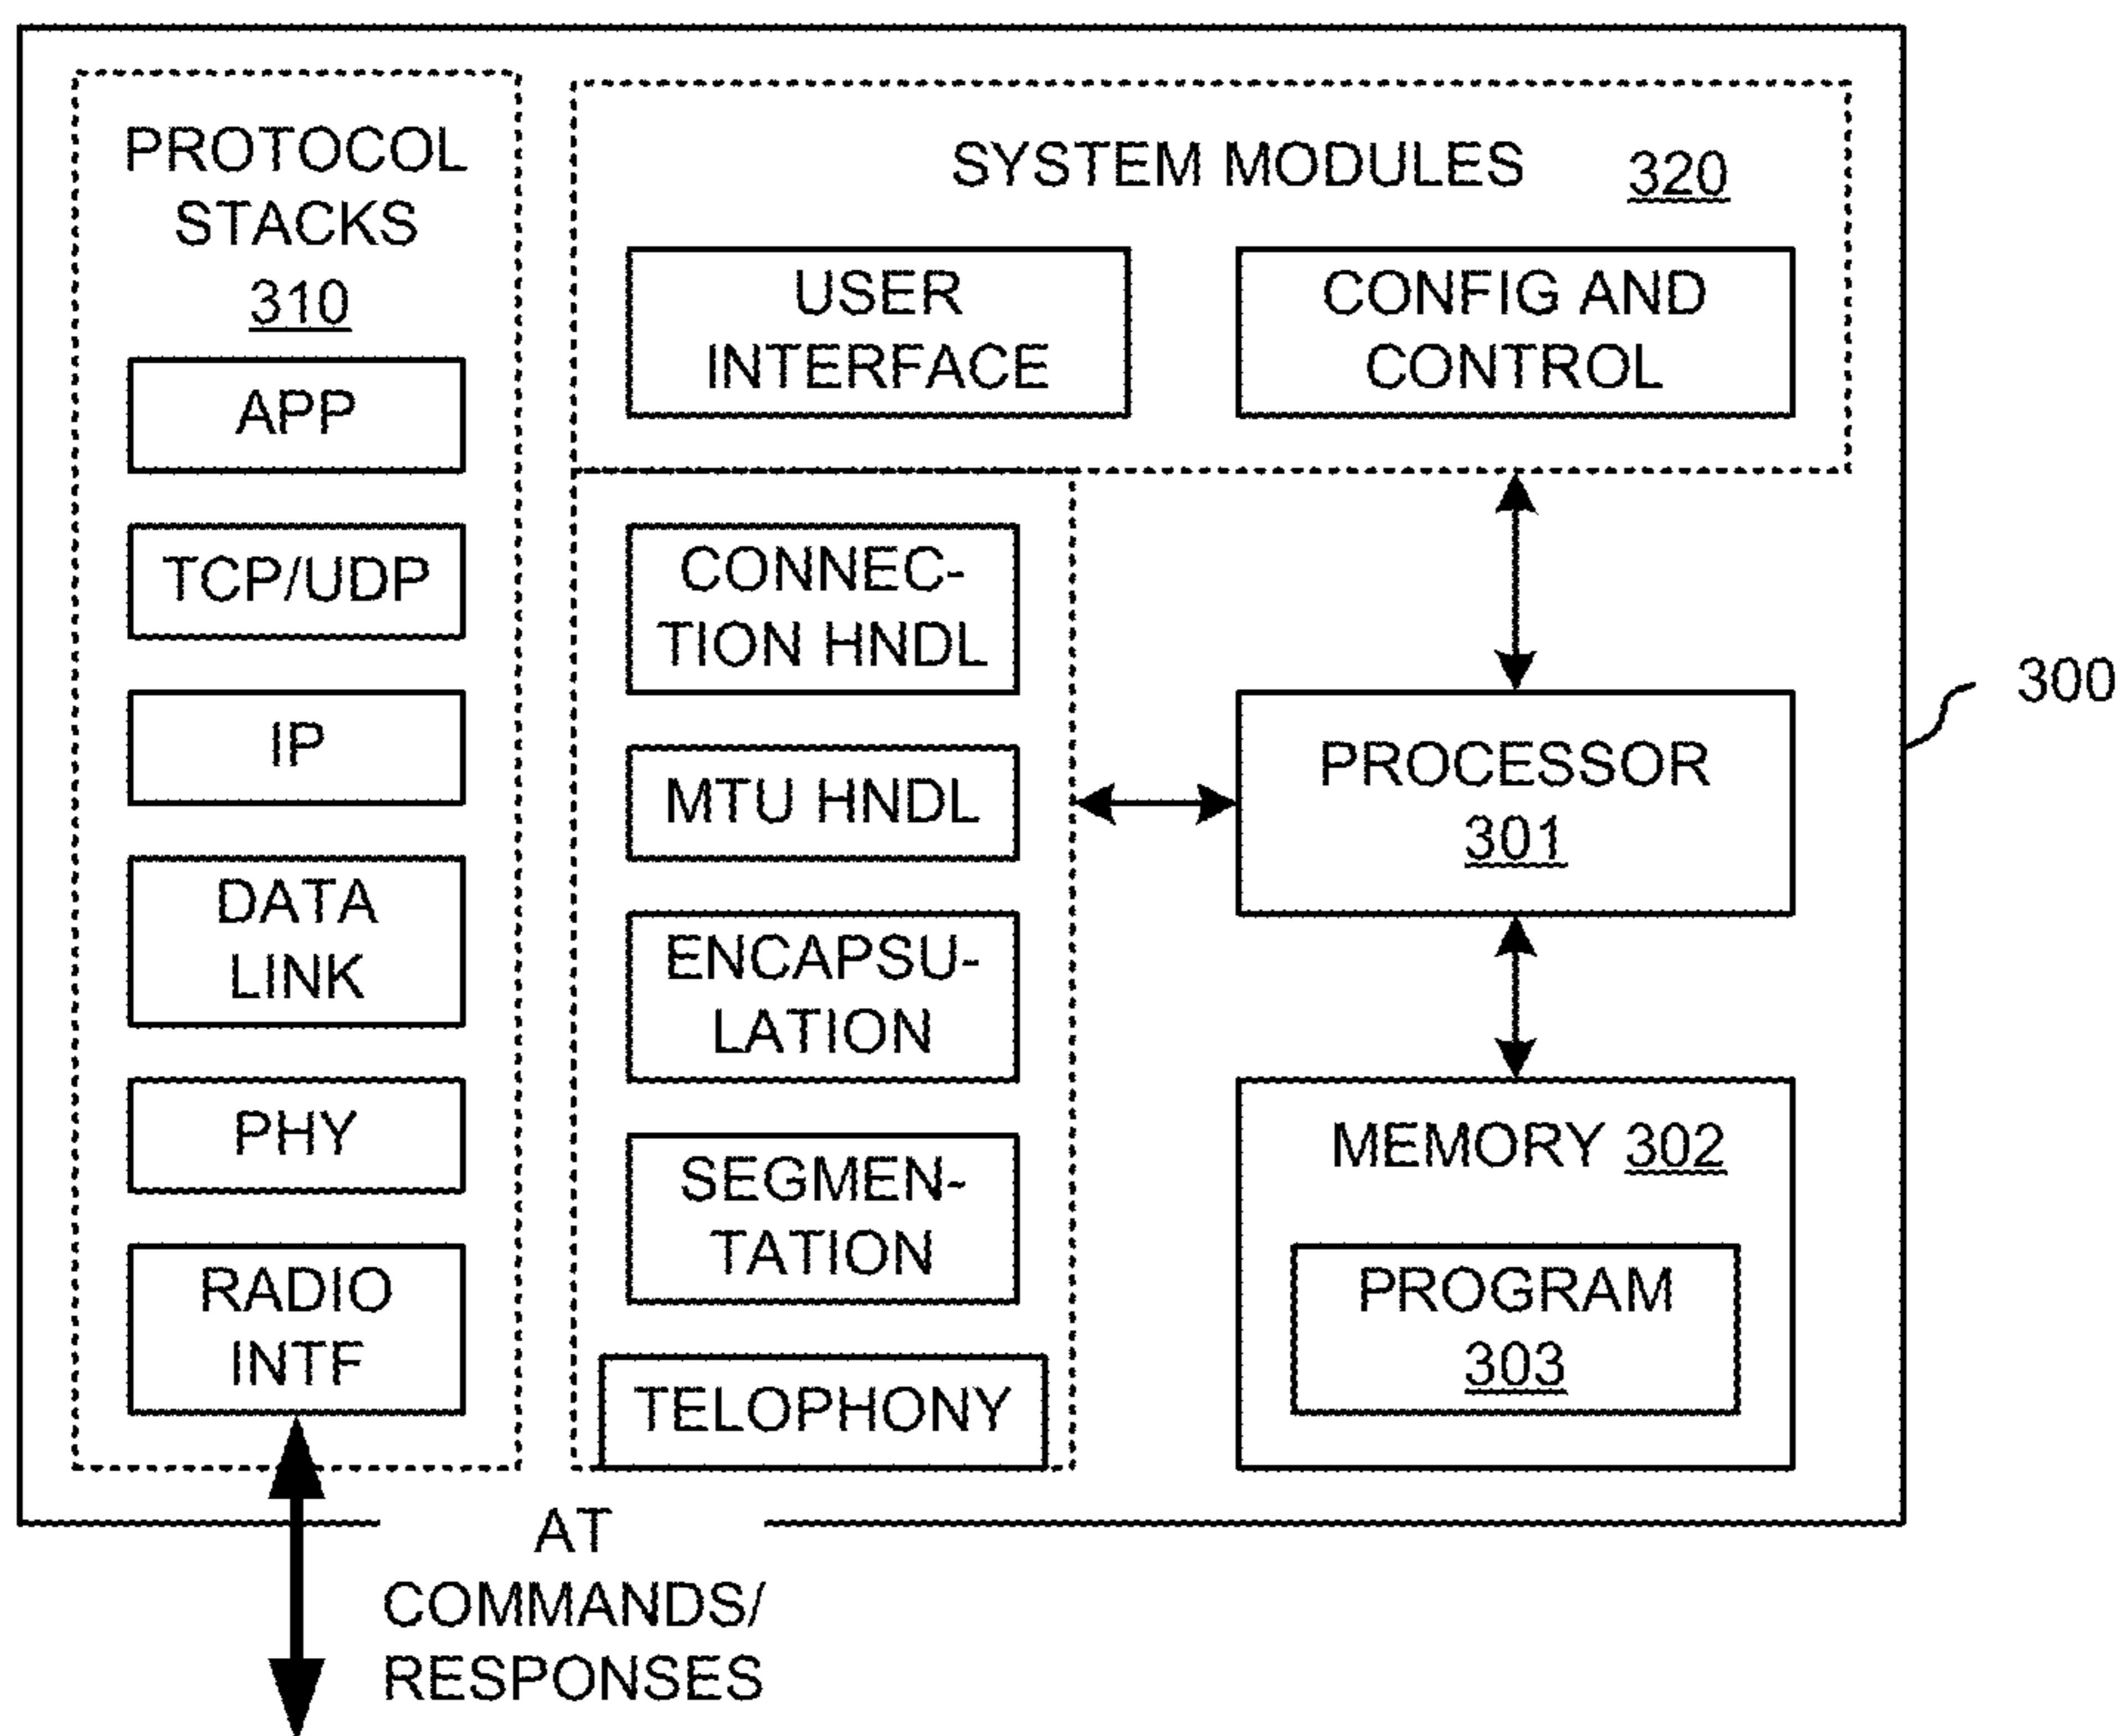 PROTOCOL
STACKS
310
APP
TCP/UDP
IP
DATA
LINK
PHY
RADIO
INTF
SYSTEM MODULES 320
USER
INTERFACE
CONFIG AND
CONTROL
CONNEC-
TION HNDL
MTU HNDL
ENCAPSU-
LATION
SEGMEN-
TATION
TELOPHONY
PROCESSOR
301
MEMORY 302
PROGRAM
303
300
AT
COMMANDS/
RESPONSES